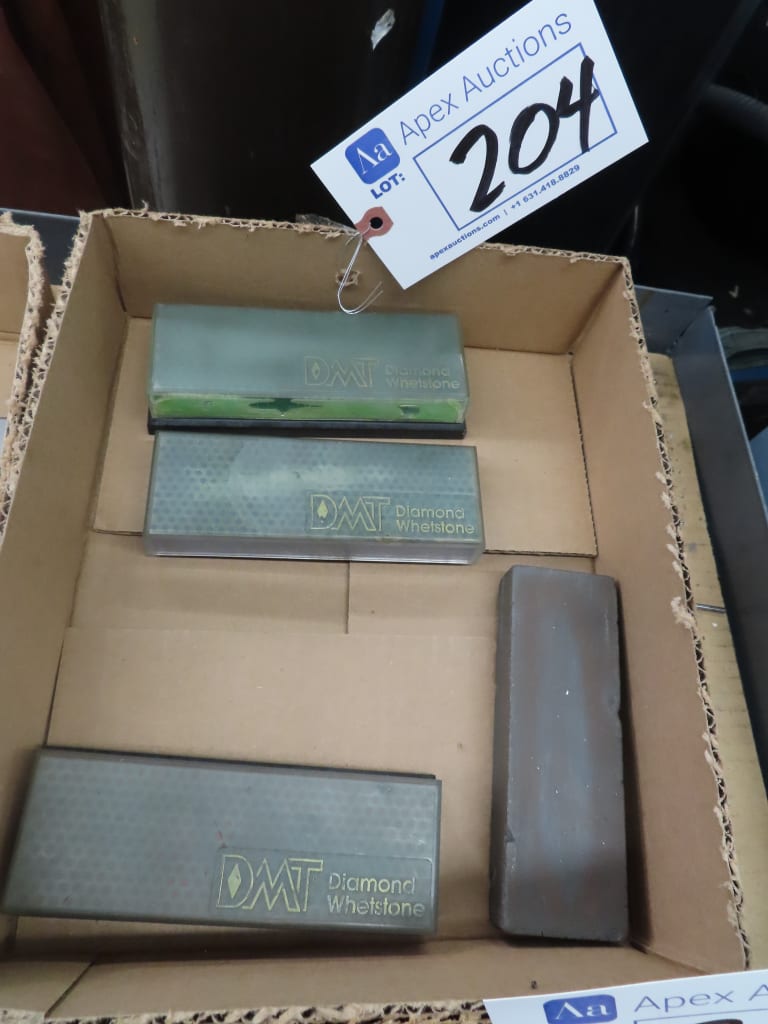 Aa Apex Auctions
LOT: 204
apexauctions.com | +1 631.418.8829
DMT Diamond
Whetstone
DMT Diamond
Whetstone
DMT Diamond
Whetstone
Aa Apex A